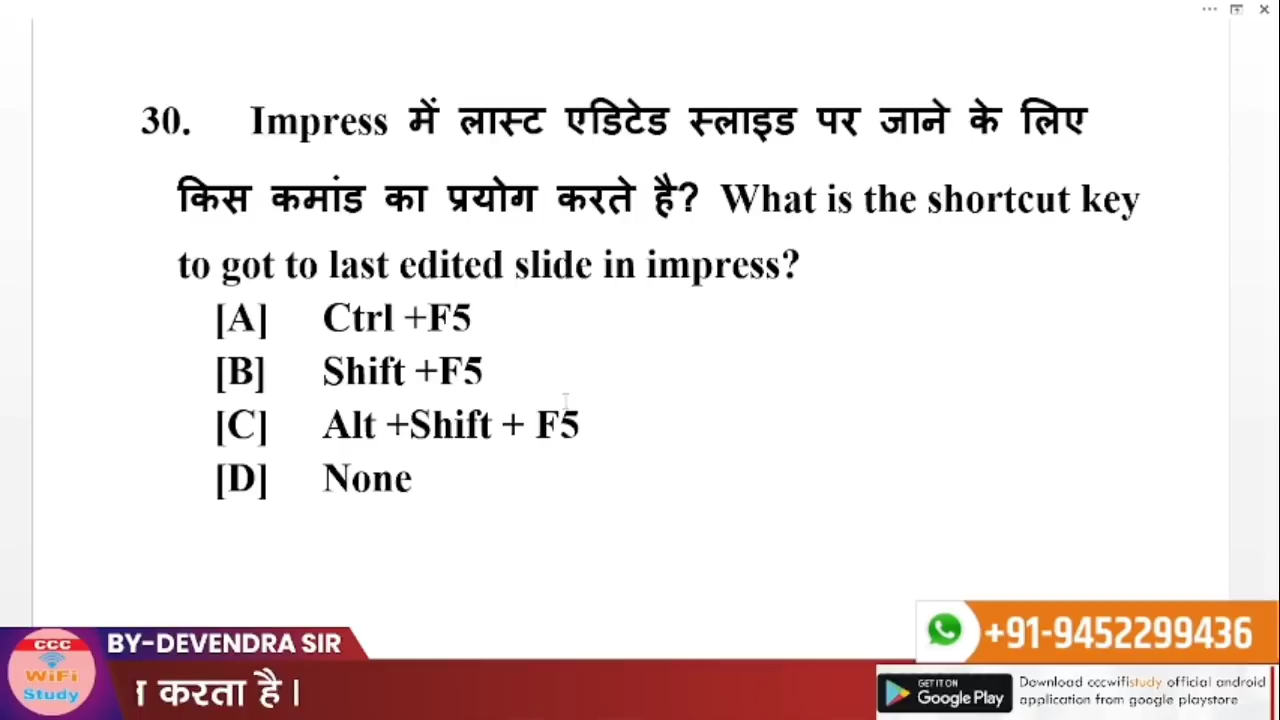 30. Impress में लास्ट एडिटेड स्लाइड पर जाने के लिए
किस कमांड का प्रयोग करते है? What is the shortcut key
to got to last edited slide in impress?
[A] Ctrl +F5
[B] Shift +F5
[C] Alt +Shift + F5
[D] None
+91-9452299436
CCC
WiFi
Study
BY-DEVENDRA SIR
करता है।
GET IT ON
Google Play
Download cccwifistudy official android
application from google playstore